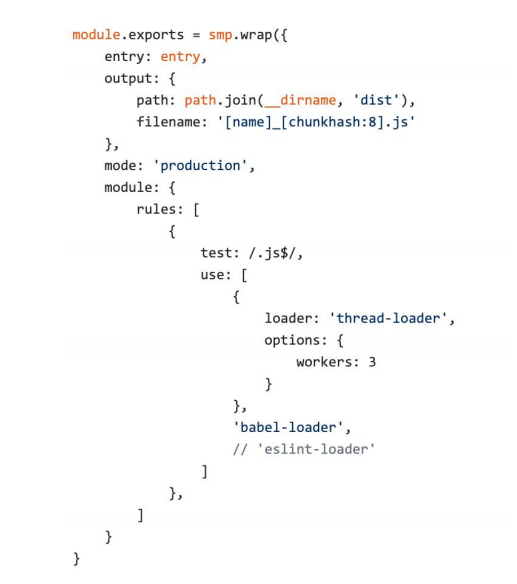 module.exports = smp.wrap({
    entry: entry,
    output: {
        path: path.join(__dirname, 'dist'),
        filename: '[name]_[chunkhash:8].js'
    },
    mode: 'production',
    module: {
        rules: [
            {
                test: /.js$/,
                use: [
                    {
                        loader: 'thread-loader',
                        options: {
                            workers: 3
                        }
                    },
                    'babel-loader',
                    // 'eslint-loader'
                ]
            },
        ]
    }
}